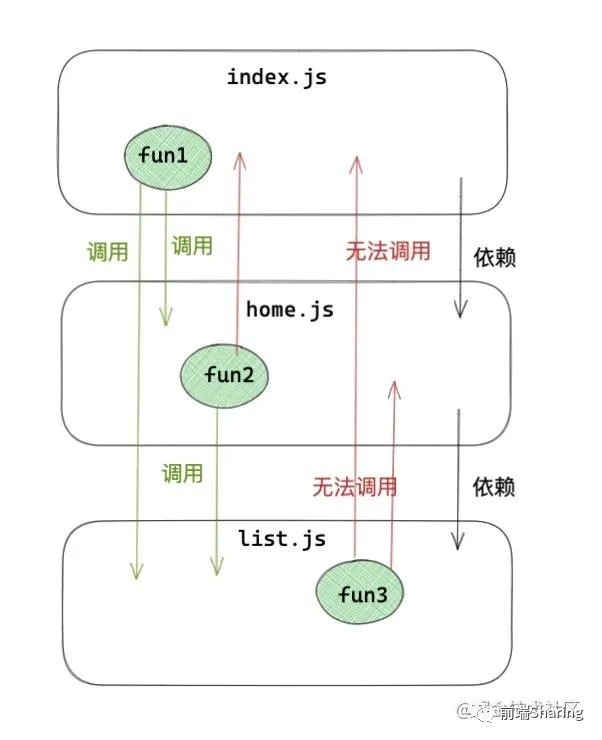 index.js
fun1
调用
调用
无法调用
依赖
home.js
fun2
调用
无法调用
依赖
list.js
fun3
前端Sharing